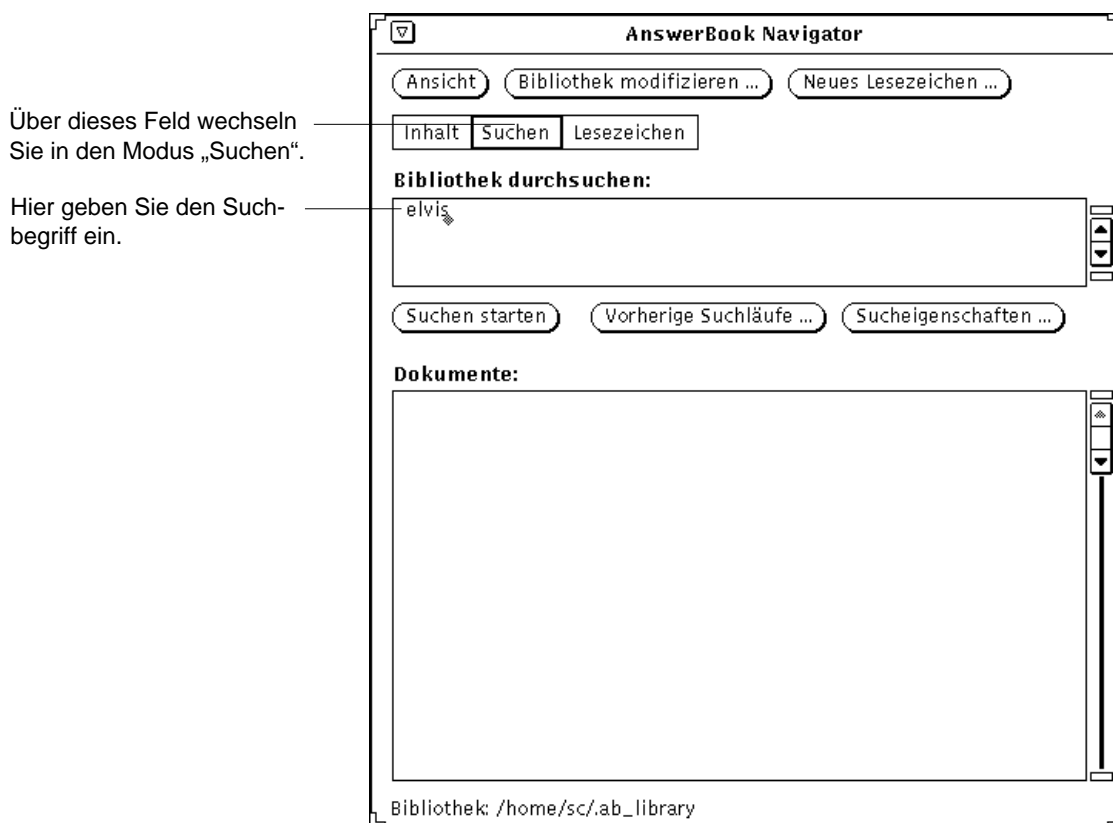 AnswerBook Navigator
Ansicht Bibliothek modifizieren ... Neues Lesezeichen ...
Über dieses Feld wechseln
Sie in den Modus „Suchen“.
Inhalt Suchen Lesezeichen
Bibliothek durchsuchen:
Hier geben Sie den Such-
begriff ein.
elvis
Suchen starten Vorherige Suchläufe ... Sucheigenschaften ...
Dokumente:
Bibliothek: /home/sc/.ab_library